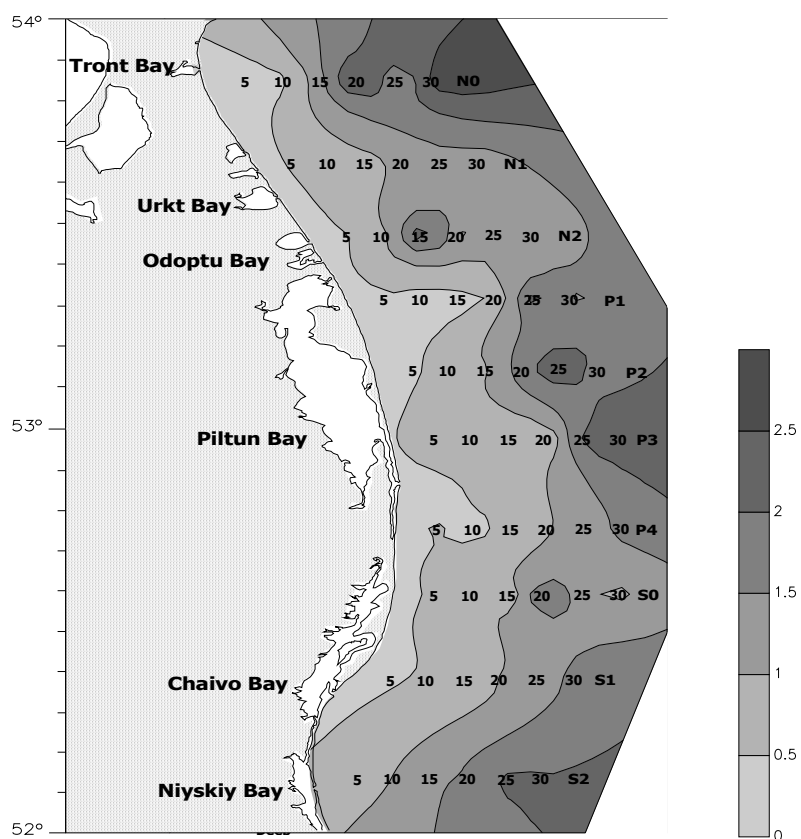 54°
Tront Bay
5 10 15 20 25 30 N0
5 10 15 20 25 30 N1
Urkt Bay
5 10 15 20 25 30 N2
Odoptu Bay
5 10 15 20 25 30 P1
5 10 15 20 25 30 P2
53°
Piltun Bay
5 10 15 20 25 30 P3
2.5
2
5 10 15 20 25 30 P4
1.5
5 10 15 20 25 30 S0
Chaivo Bay
5 10 15 20 25 30 S1
1
0.5
Niyskiy Bay
5 10 15 20 25 30 S2
52°
0